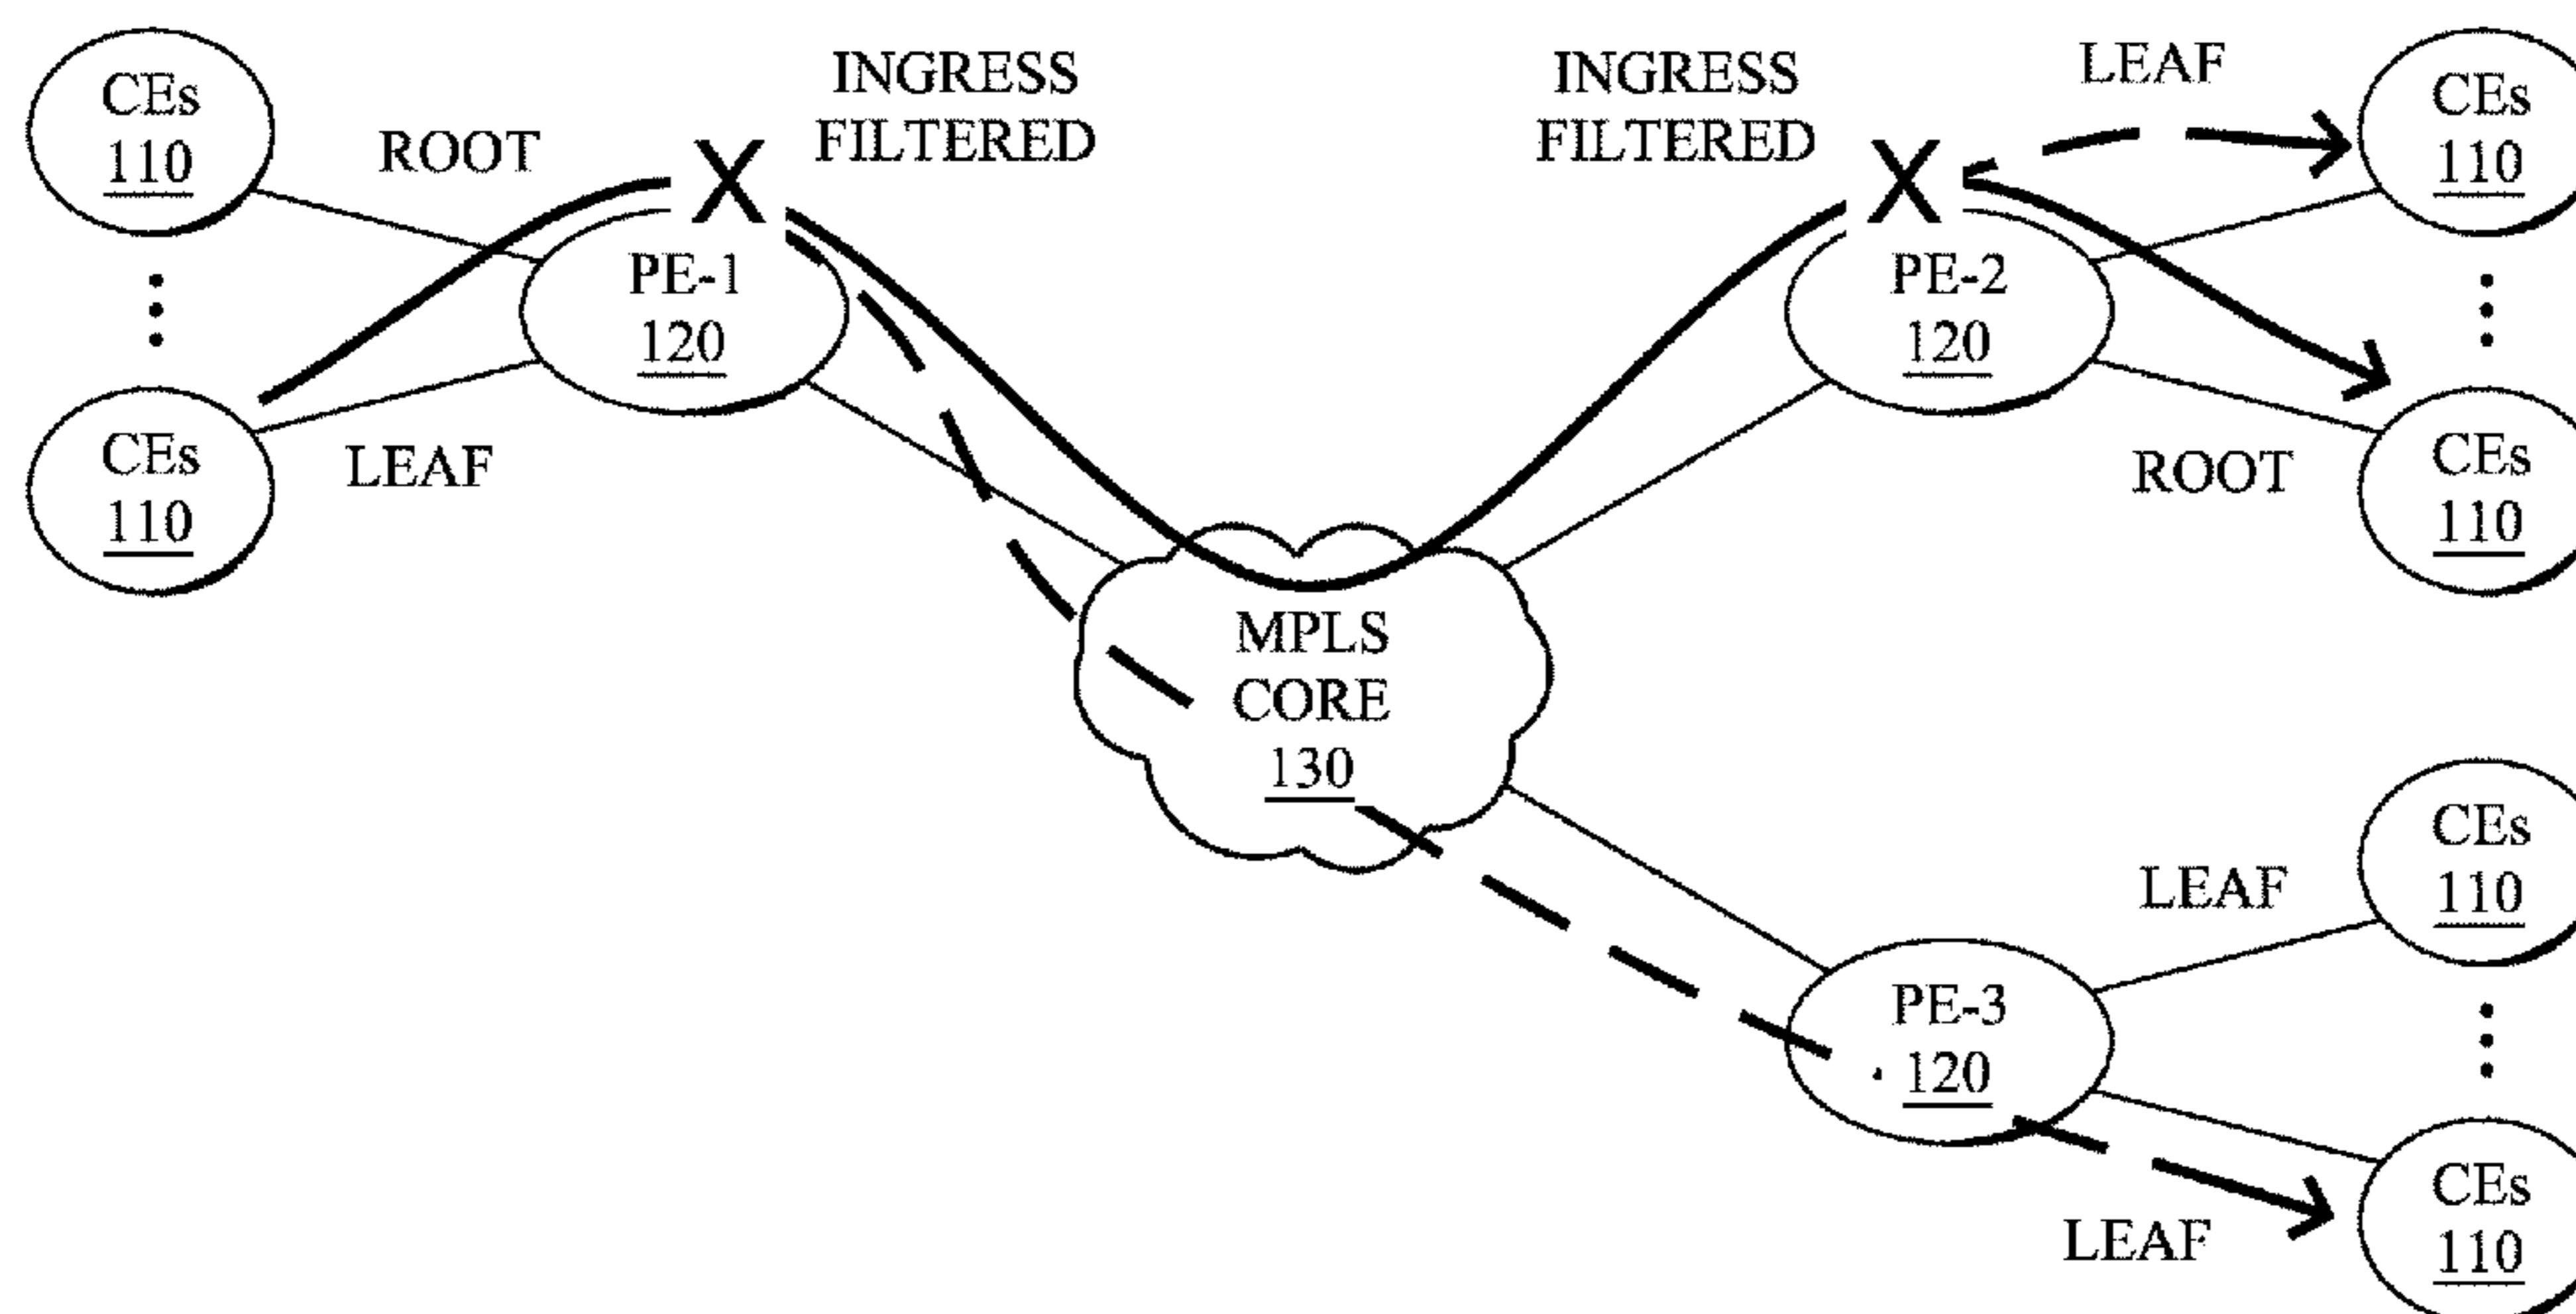 CEs
110
ROOT
INGRESS
FILTERED
X
PE-1
120
CEs
110
LEAF
INGRESS
FILTERED
X
LEAF
CEs
110
PE-2
120
ROOT
CEs
110
MPLS
CORE
130
LEAF
CEs
110
PE-3
120
LEAF
CEs
110